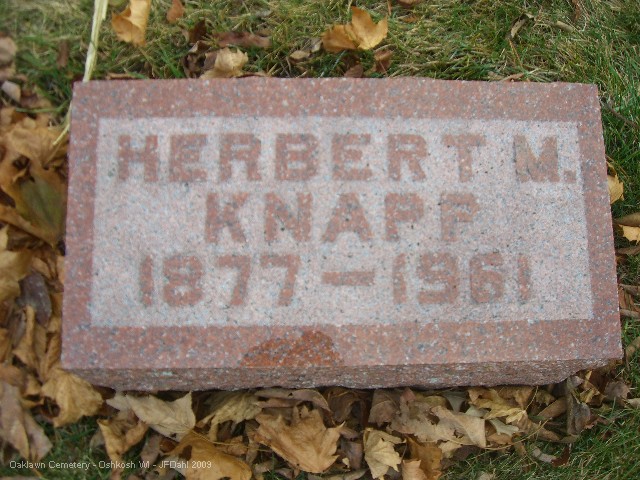 HERBERT M.
KNAPP
1877-1961
Oaklawn Cemetery - Oshkosh WI - JFDahl 2009